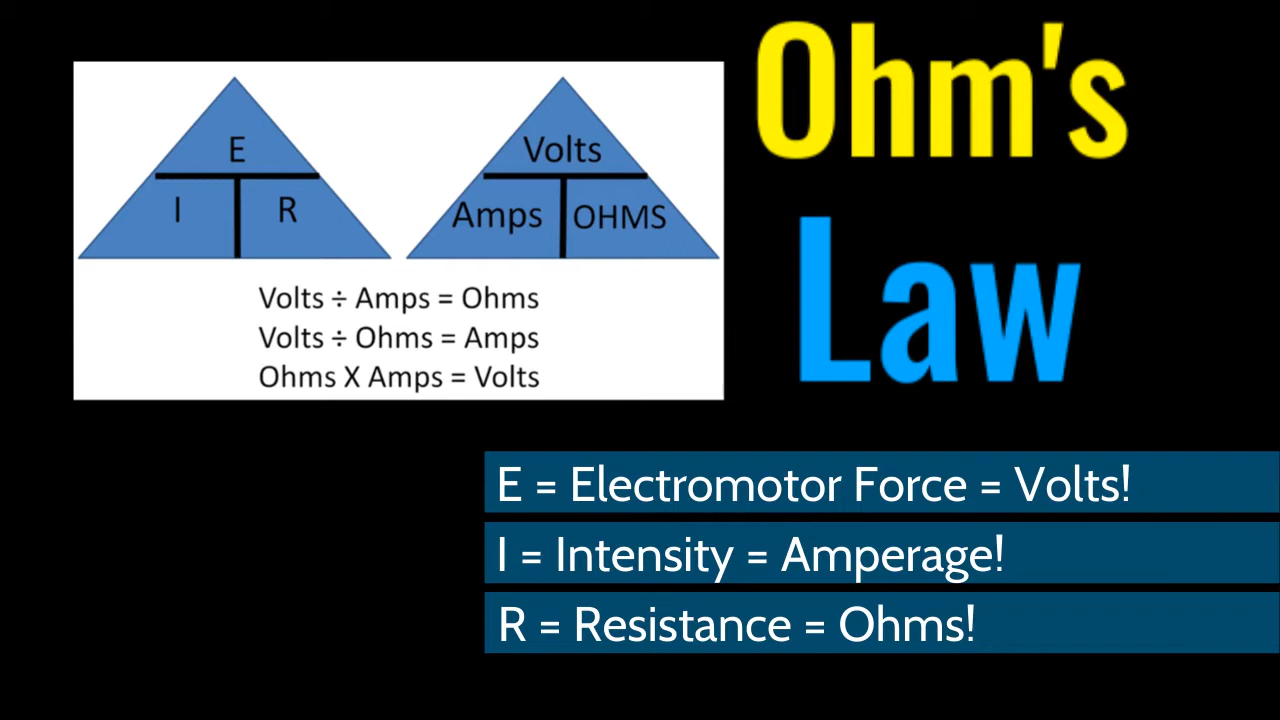 Ohm's
Law
E
I R
Volts
Amps OHMS
Volts ÷ Amps = Ohms
Volts ÷ Ohms = Amps
Ohms X Amps = Volts
E = Electromotor Force = Volts!
I = Intensity = Amperage!
R = Resistance = Ohms!